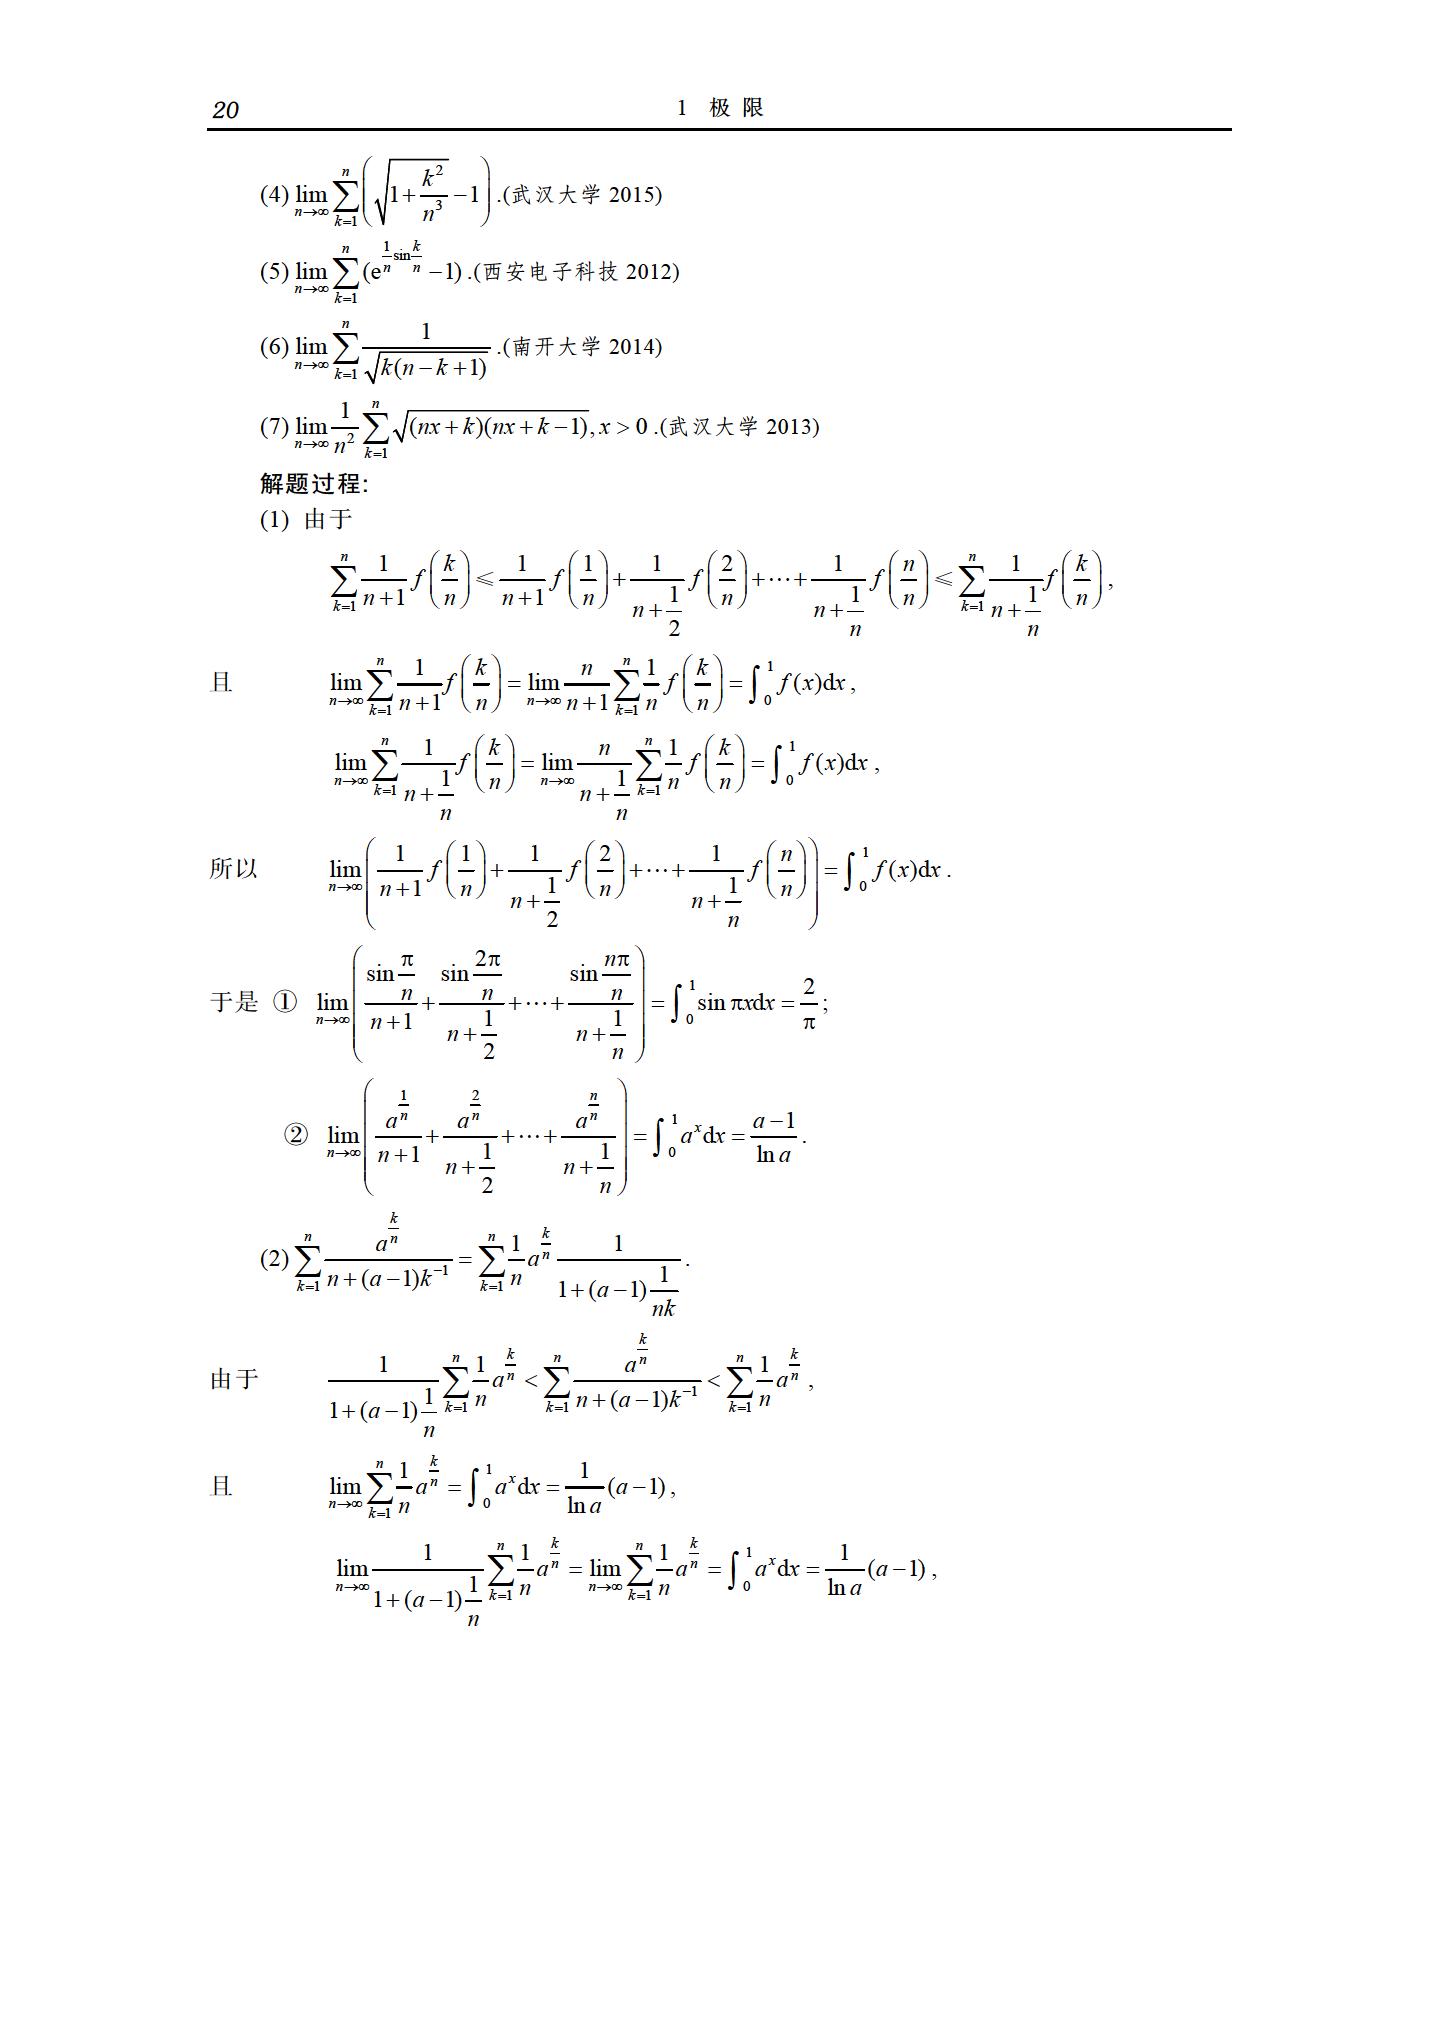 20 1 极 限
(4) $\lim_{n\to\infty}\sum_{k=1}^{n}\left(\sqrt{1+\frac{k^2}{n^3}}-1\right)$.(武汉大学 2015)
(5) $\lim_{n\to\infty}\sum_{k=1}^{n}(\mathrm{e}^{\frac{1}{n}\sin\frac{k}{n}}-1)$.(西安电子科技 2012)
(6) $\lim_{n\to\infty}\sum_{k=1}^{n}\frac{1}{\sqrt{k(n-k+1)}}$.(南开大学 2014)
(7) $\lim_{n\to\infty}\frac{1}{n^2}\sum_{k=1}^{n}\sqrt{(nx+k)(nx+k-1)}, x>0$.(武汉大学 2013)
解题过程:
(1) 由于
$\sum_{k=1}^{n}\frac{1}{n+1}f\left(\frac{k}{n}\right)\leqslant\frac{1}{n+1}f\left(\frac{1}{n}\right)+\frac{1}{n+\frac{1}{2}}f\left(\frac{2}{n}\right)+\cdots+\frac{1}{n+\frac{1}{n}}f\left(\frac{n}{n}\right)\leqslant\sum_{k=1}^{n}\frac{1}{n+\frac{1}{n}}f\left(\frac{k}{n}\right)$,
且 $\lim_{n\to\infty}\sum_{k=1}^{n}\frac{1}{n+1}f\left(\frac{k}{n}\right)=\lim_{n\to\infty}\frac{n}{n+1}\sum_{k=1}^{n}\frac{1}{n}f\left(\frac{k}{n}\right)=\int_0^1 f(x)\mathrm{d}x$,
$\lim_{n\to\infty}\sum_{k=1}^{n}\frac{1}{n+\frac{1}{n}}f\left(\frac{k}{n}\right)=\lim_{n\to\infty}\frac{n}{n+\frac{1}{n}}\sum_{k=1}^{n}\frac{1}{n}f\left(\frac{k}{n}\right)=\int_0^1 f(x)\mathrm{d}x$,
所以 $\lim_{n\to\infty}\left(\frac{1}{n+1}f\left(\frac{1}{n}\right)+\frac{1}{n+\frac{1}{2}}f\left(\frac{2}{n}\right)+\cdots+\frac{1}{n+\frac{1}{n}}f\left(\frac{n}{n}\right)\right)=\int_0^1 f(x)\mathrm{d}x$.
于是 ① $\lim_{n\to\infty}\left(\frac{\sin\frac{\pi}{n}}{n+1}+\frac{\sin\frac{2\pi}{n}}{n+\frac{1}{2}}+\cdots+\frac{\sin\frac{n\pi}{n}}{n+\frac{1}{n}}\right)=\int_0^1\sin\pi x\mathrm{d}x=\frac{2}{\pi}$;
② $\lim_{n\to\infty}\left(\frac{a^{\frac{1}{n}}}{n+1}+\frac{a^{\frac{2}{n}}}{n+\frac{1}{2}}+\cdots+\frac{a^{\frac{n}{n}}}{n+\frac{1}{n}}\right)=\int_0^1 a^x\mathrm{d}x=\frac{a-1}{\ln a}$.
(2) $\sum_{k=1}^{n}\frac{a^{\frac{k}{n}}}{n+(a-1)k^{-1}}=\sum_{k=1}^{n}\frac{1}{n}a^{\frac{k}{n}}\frac{1}{1+(a-1)\frac{1}{nk}}$.
由于 $\frac{1}{1+(a-1)\frac{1}{n}}\sum_{k=1}^{n}\frac{1}{n}a^{\frac{k}{n}}<\sum_{k=1}^{n}\frac{a^{\frac{k}{n}}}{n+(a-1)k^{-1}}<\sum_{k=1}^{n}\frac{1}{n}a^{\frac{k}{n}}$,
且 $\lim_{n\to\infty}\sum_{k=1}^{n}\frac{1}{n}a^{\frac{k}{n}}=\int_0^1 a^x\mathrm{d}x=\frac{1}{\ln a}(a-1)$,
$\lim_{n\to\infty}\frac{1}{1+(a-1)\frac{1}{n}}\sum_{k=1}^{n}\frac{1}{n}a^{\frac{k}{n}}=\lim_{n\to\infty}\sum_{k=1}^{n}\frac{1}{n}a^{\frac{k}{n}}=\int_0^1 a^x\mathrm{d}x=\frac{1}{\ln a}(a-1)$,